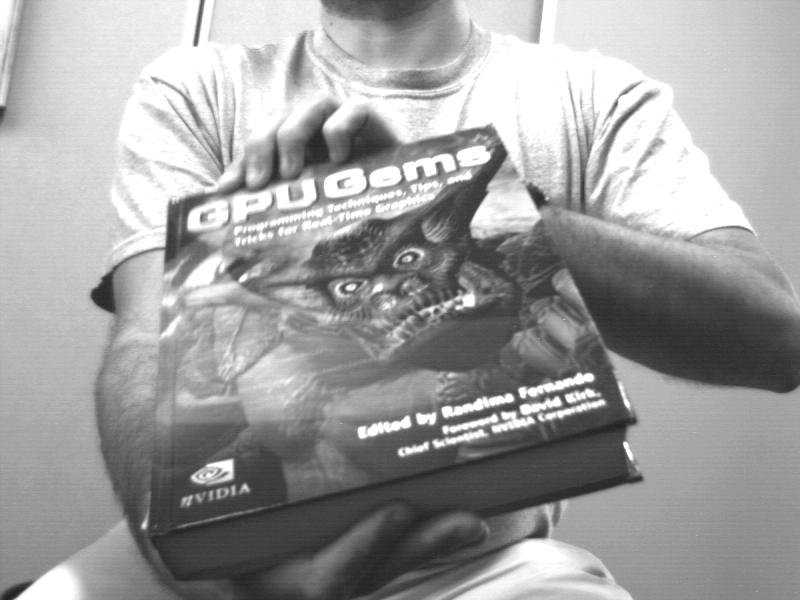 GPU Gems
Programming Techniques, Tips, and
Tricks for Real-Time Graphics
Edited by Randima Fernando
Foreword by David Kirk,
Chief Scientist, NVIDIA Corporation
nVIDIA